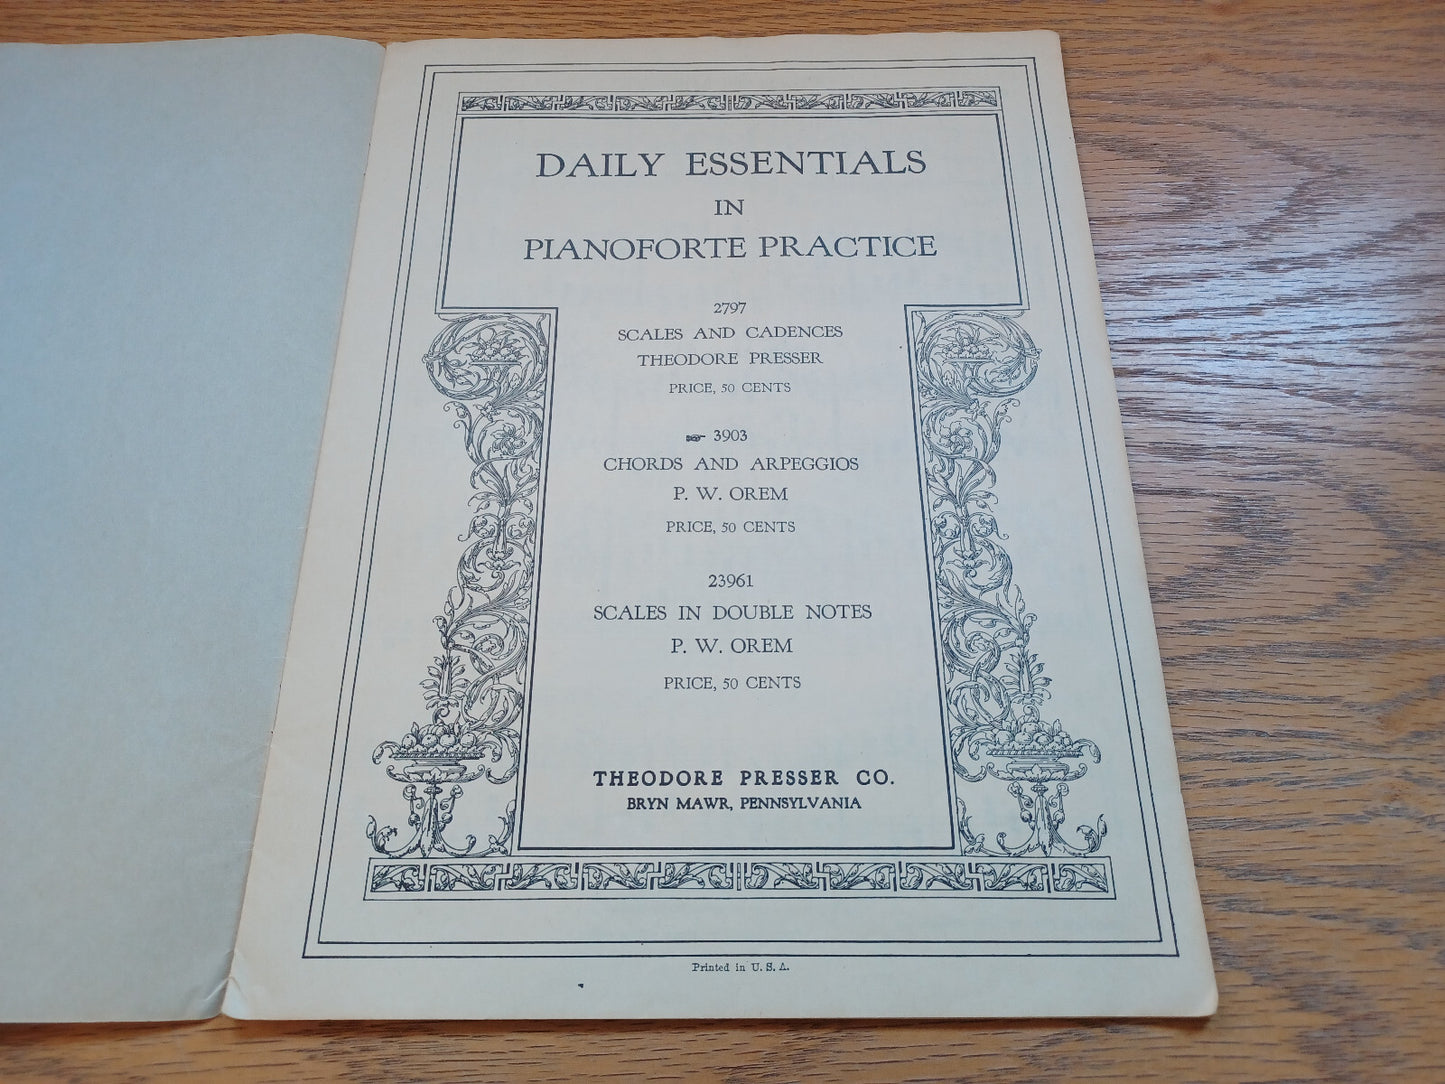 DAILY ESSENTIALS
IN
PIANOFORTE PRACTICE
2797
SCALES AND CADENCES
THEODORE PRESSER
PRICE, 50 CENTS
☞ 3903
CHORDS AND ARPEGGIOS
P. W. OREM
PRICE, 50 CENTS
23961
SCALES IN DOUBLE NOTES
P. W. OREM
PRICE, 50 CENTS
THEODORE PRESSER CO.
BRYN MAWR, PENNSYLVANIA
Printed in U. S. A.